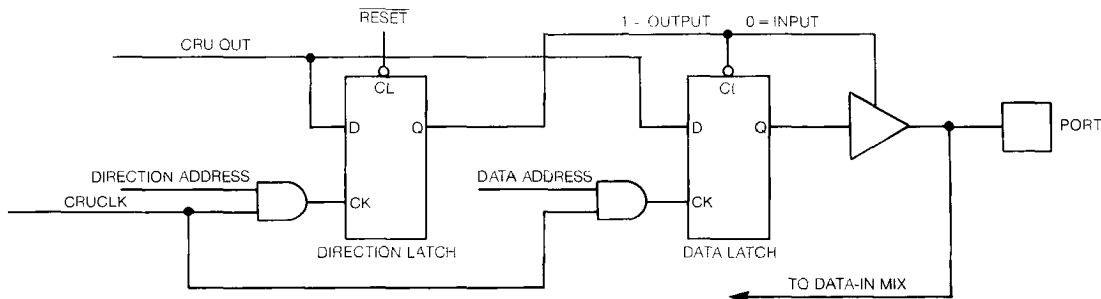 RESET
1 - OUTPUT 0 = INPUT
CRU OUT
CL
CL
D
Q
D
Q
PORT
DIRECTION ADDRESS
DATA ADDRESS
CK
CK
CRUCLK
DIRECTION LATCH
DATA LATCH
TO DATA-IN MIX